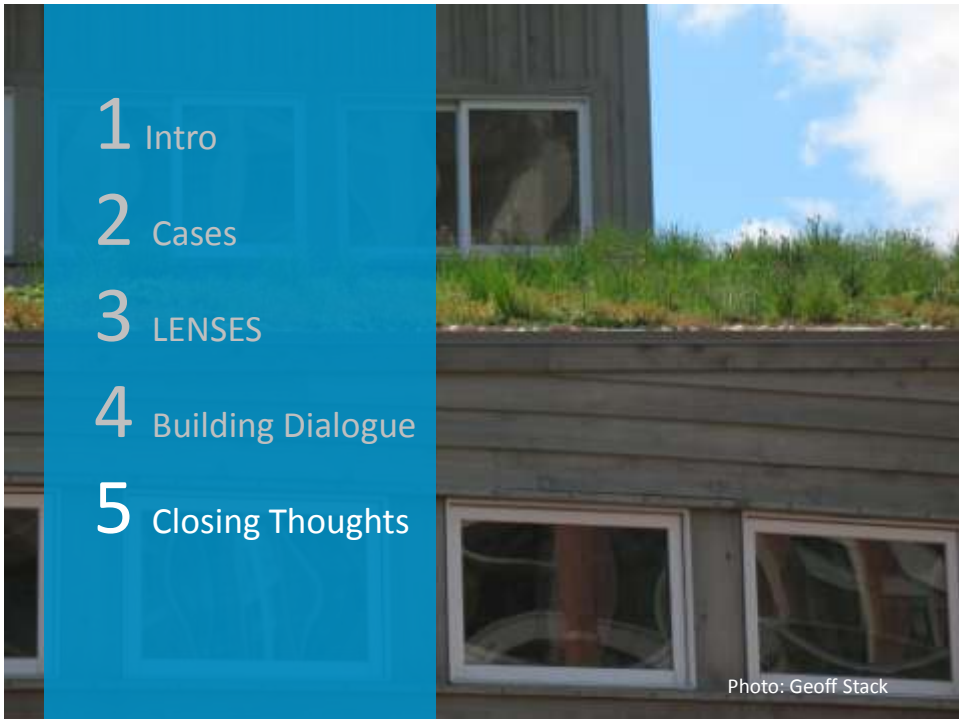 1 Intro
2 Cases
3 LENSES
4 Building Dialogue
5 Closing Thoughts
Photo: Geoff Stack